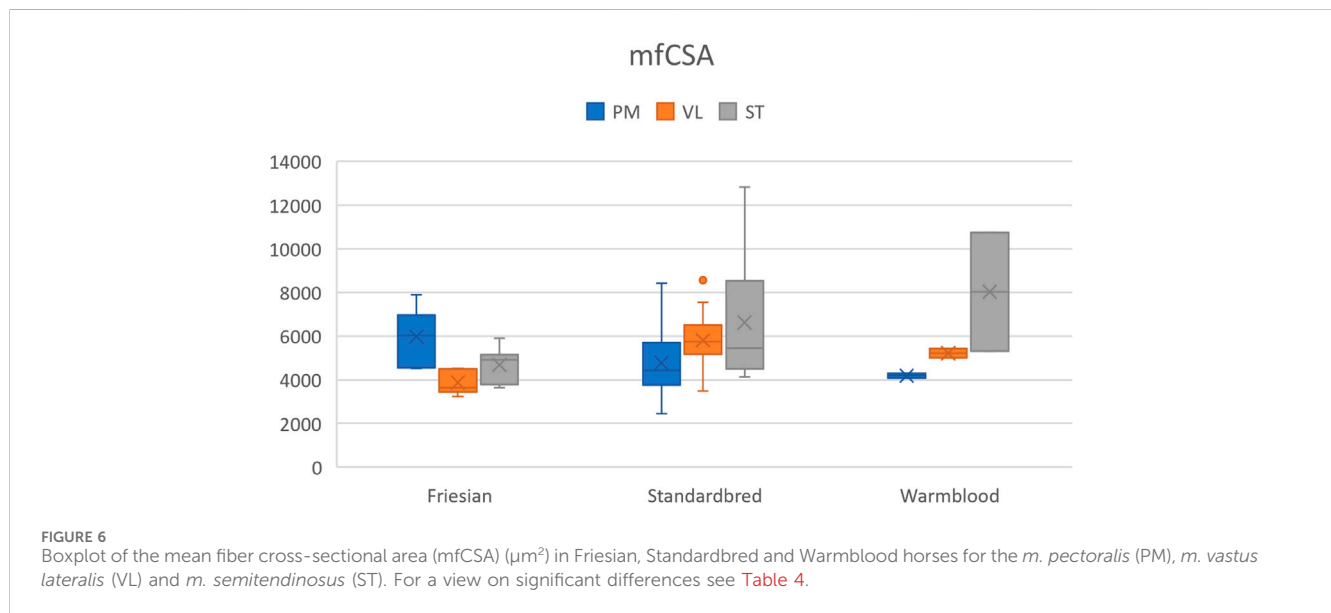 mfCSA
PM VL ST
14000
12000
10000
8000
6000
4000
2000
0
Friesian Standardbred Warmblood
FIGURE 6
Boxplot of the mean fiber cross-sectional area (mfCSA) (µm²) in Friesian, Standardbred and Warmblood horses for the m. pectoralis (PM), m. vastus
lateralis (VL) and m. semitendinosus (ST). For a view on significant differences see Table 4.